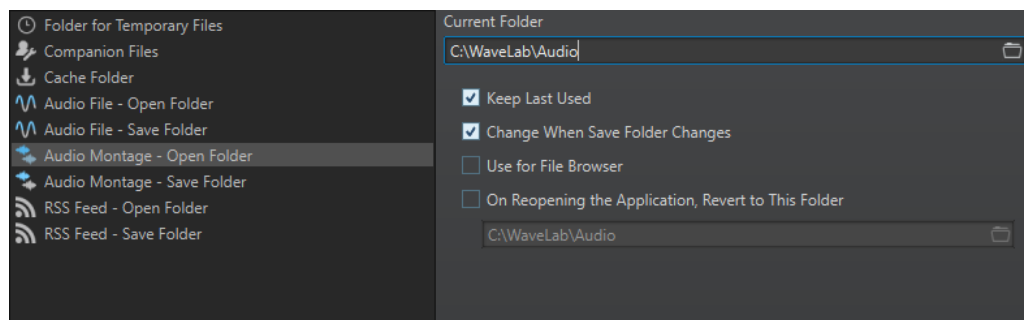 Folder for Temporary Files
Companion Files
Cache Folder
Audio File - Open Folder
Audio File - Save Folder
Audio Montage - Open Folder
Audio Montage - Save Folder
RSS Feed - Open Folder
RSS Feed - Save Folder
Current Folder
C:\WaveLab\Audio
Keep Last Used
Change When Save Folder Changes
Use for File Browser
On Reopening the Application, Revert to This Folder
C:\WaveLab\Audio